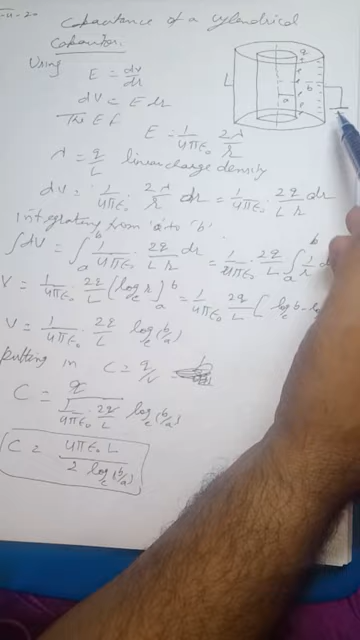 Capacitance of a cylindrical
Capacitor.
Using
E = dv/dr
dV = E dr
The E f
E = 1/4πε₀ 2λ/r
λ = q/L linear charge density
dV = 1/4πε₀ · 2λ/r dr = 1/4πε₀ · 2q/L r dr
Integrating from 'a' to 'b'
∫dV = ∫ₐᵇ 1/4πε₀ · 2q/L r dr = 1/4πε₀ · 2q/L ∫ₐᵇ 1/r d
V = 1/4πε₀ · 2q/L (logₑ r)ₐᵇ = 1/4πε₀ 2q/L [ logₑ b -
V = 1/4πε₀ · 2q/L logₑ(b/a)
putting in C = q/V =
C = q / 1/4πε₀ · 2q/L logₑ(b/a)
C = 4πε₀ L / 2 logₑ(b/a)
L
a
b